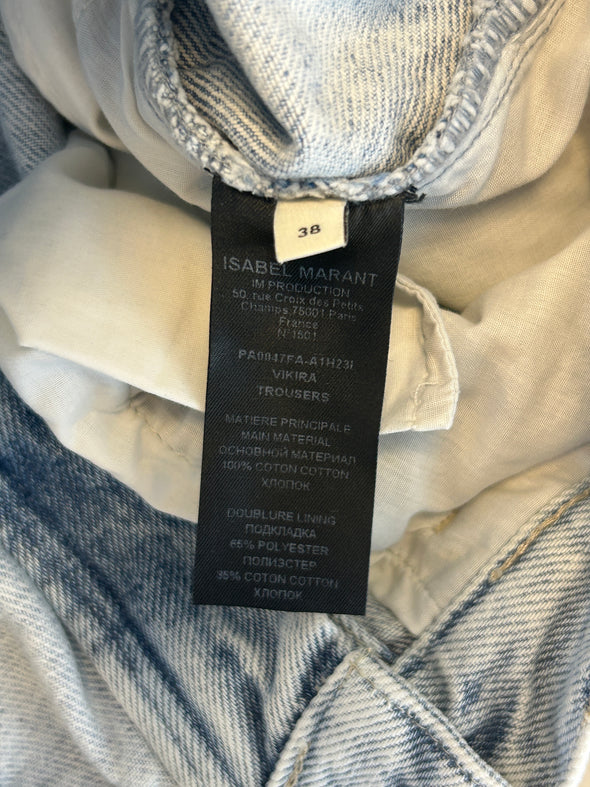 38
ISABEL MARANT
IM PRODUCTION
50, rue Croix des Petits
Champs,75001 Paris
France
N°1501
PA0047FA-A1H23I
VIKIRA
TROUSERS
MATIERE PRINCIPALE
MAIN MATERIAL
ОСНОВНОЙ МАТЕРИАЛ
100% COTON COTTON
ХЛОПОК
DOUBLURE LINING
ПОДКЛАДКА
65% POLYESTER
ПОЛИЭСТЕР
35% COTON COTTON
ХЛОПОК